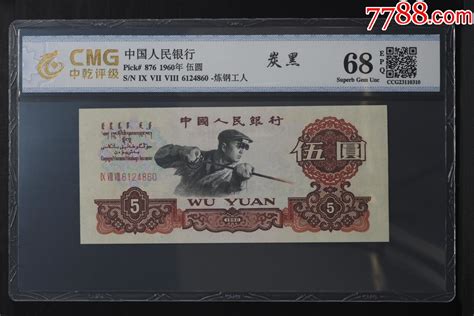 7788.com
CMG
中乾评级
中国人民银行
Pick# 876 1960年 伍圆
S/N IX VII VIII 6124860 -炼钢工人
炭黑
68
EPQ
Superb Gem Unc
CCG23110310
中國人民銀行
伍圓
IX VII VIII 6124860
5
WU YUAN
5
1960